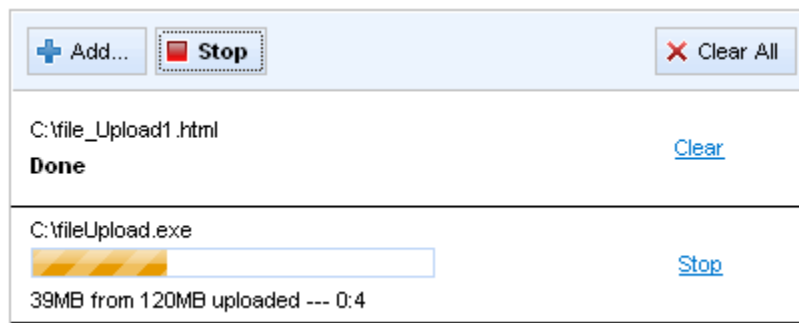 Add... Stop Clear All
C:\file_Upload1.html
Clear
Done
C:\fileUpload.exe
Stop
39MB from 120MB uploaded --- 0:4